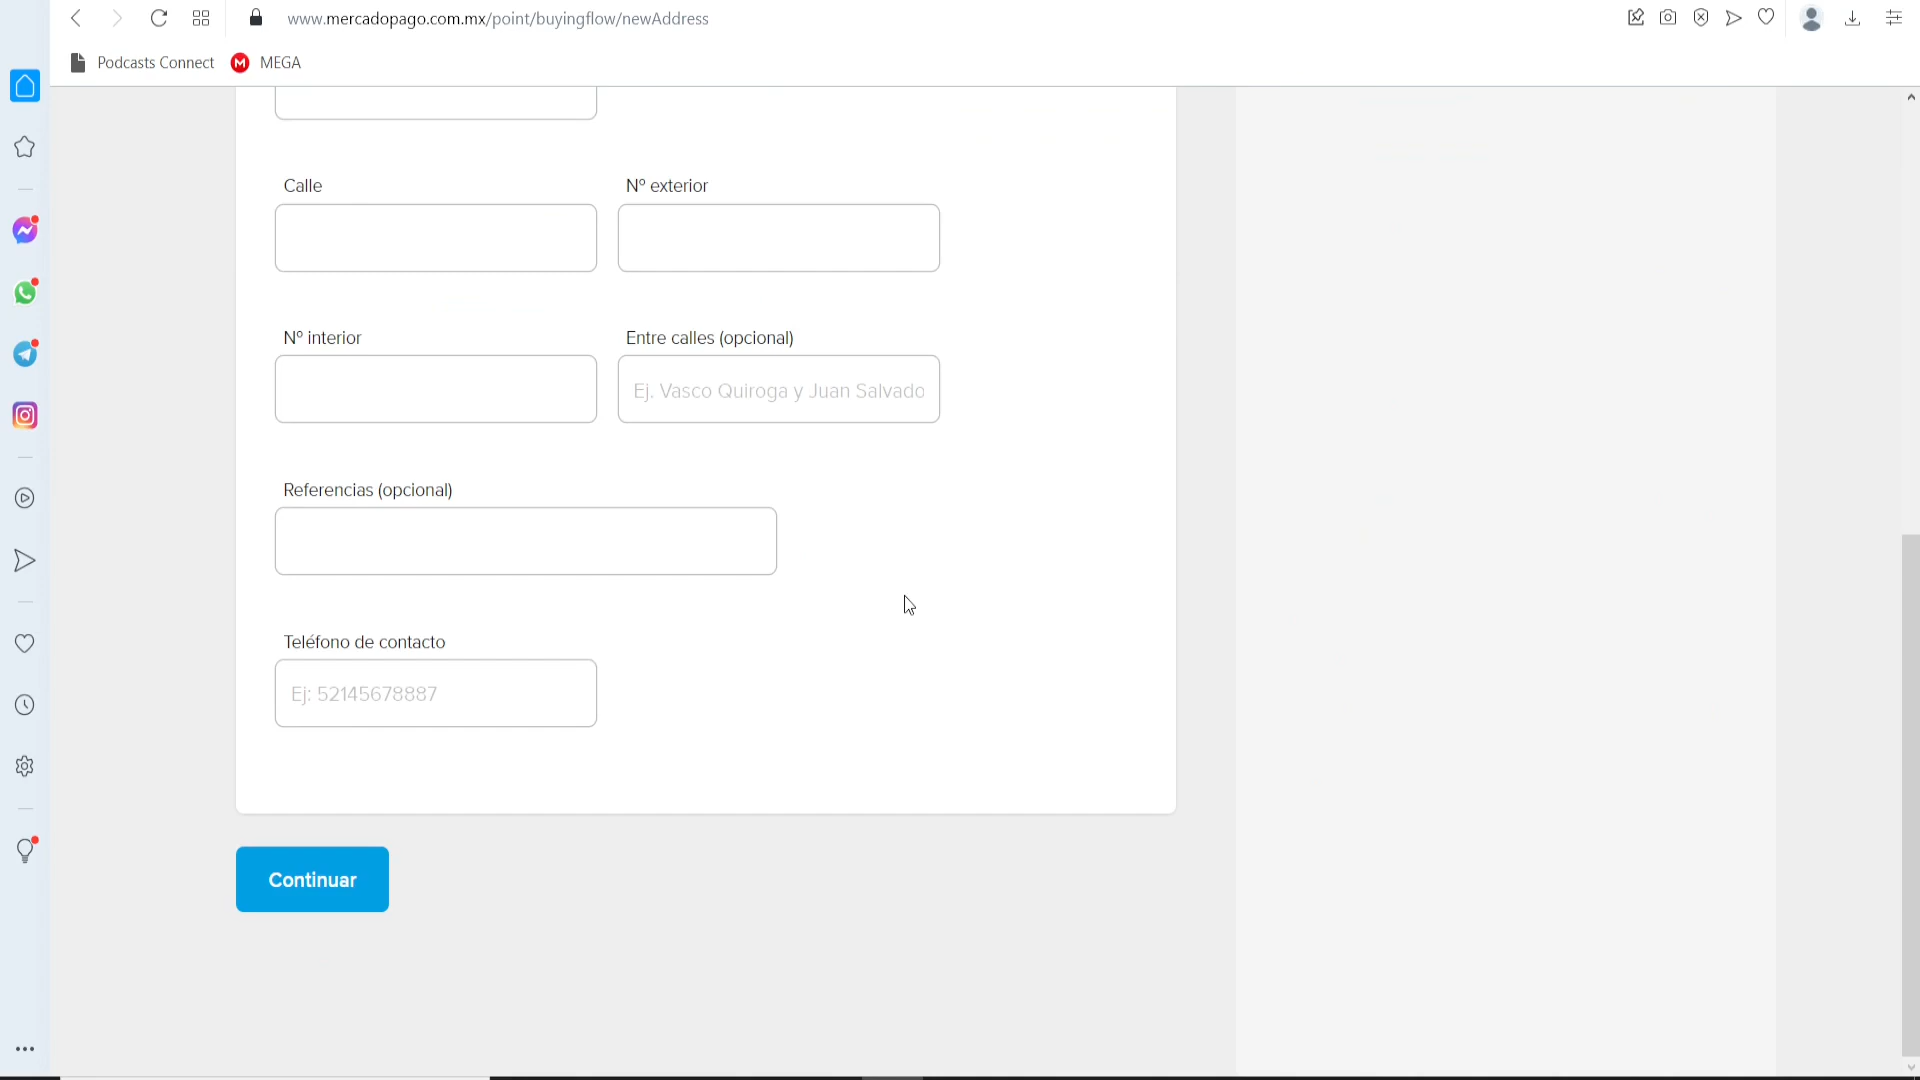 www.mercadopago.com.mx/point/buyingflow/newAddress
Podcasts Connect MEGA
Calle Nº exterior
Nº interior Entre calles (opcional)
Ej. Vasco Quiroga y Juan Salvado
Referencias (opcional)
Teléfono de contacto
Ej: 52145678887
Continuar